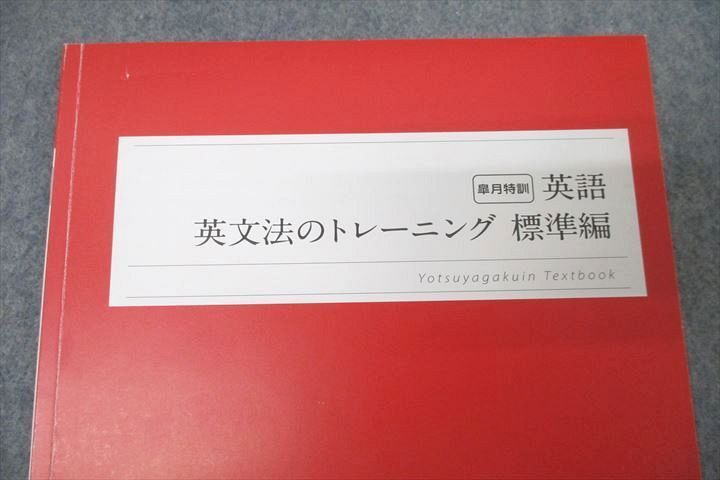 皐月特訓 英語
英文法のトレーニング 標準編
Yotsuyagakuin Textbook